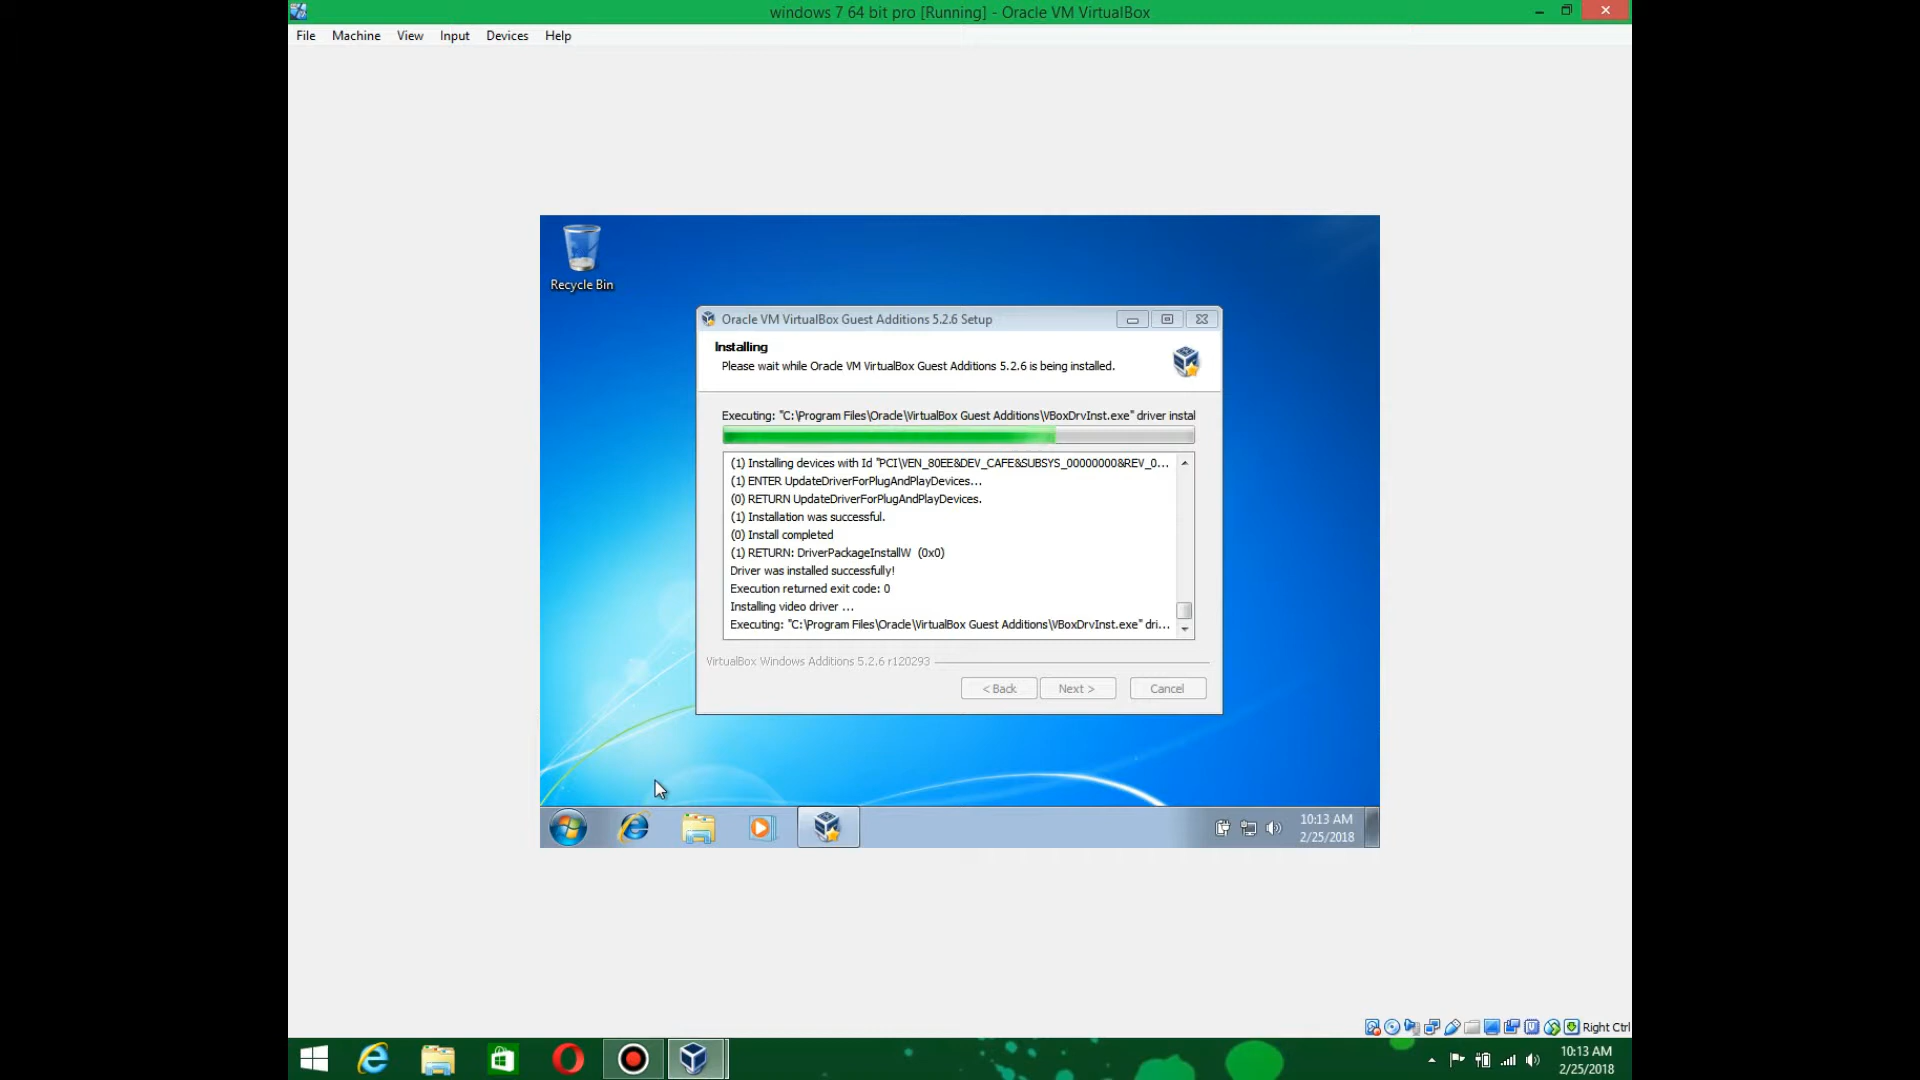 windows 7 64 bit pro [Running] - Oracle VM VirtualBox
File Machine View Input Devices Help
Recycle Bin
Oracle VM VirtualBox Guest Additions 5.2.6 Setup
Installing
Please wait while Oracle VM VirtualBox Guest Additions 5.2.6 is being installed.
Executing: "C:\Program Files\Oracle\VirtualBox Guest Additions\VBoxDrvInst.exe" driver instal
(1) Installing devices with Id "PCI\VEN_80EE&DEV_CAFE&SUBSYS_00000000&REV_0...
(1) ENTER UpdateDriverForPlugAndPlayDevices...
(0) RETURN UpdateDriverForPlugAndPlayDevices.
(1) Installation was successful.
(0) Install completed
(1) RETURN: DriverPackageInstallW (0x0)
Driver was installed successfully!
Execution returned exit code: 0
Installing video driver ...
Executing: "C:\Program Files\Oracle\VirtualBox Guest Additions\VBoxDrvInst.exe" dri...
VirtualBox Windows Additions 5.2.6 r120293
< Back Next > Cancel
10:13 AM
2/25/2018
Right Ctrl
10:13 AM
2/25/2018